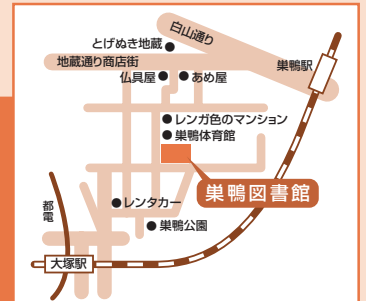 白山通り
とげぬき地蔵
地蔵通り商店街
巣鴨駅
仏具屋
あめ屋
レンガ色のマンション
巣鴨体育館
巣鴨図書館
都電
レンタカー
巣鴨公園
大塚駅